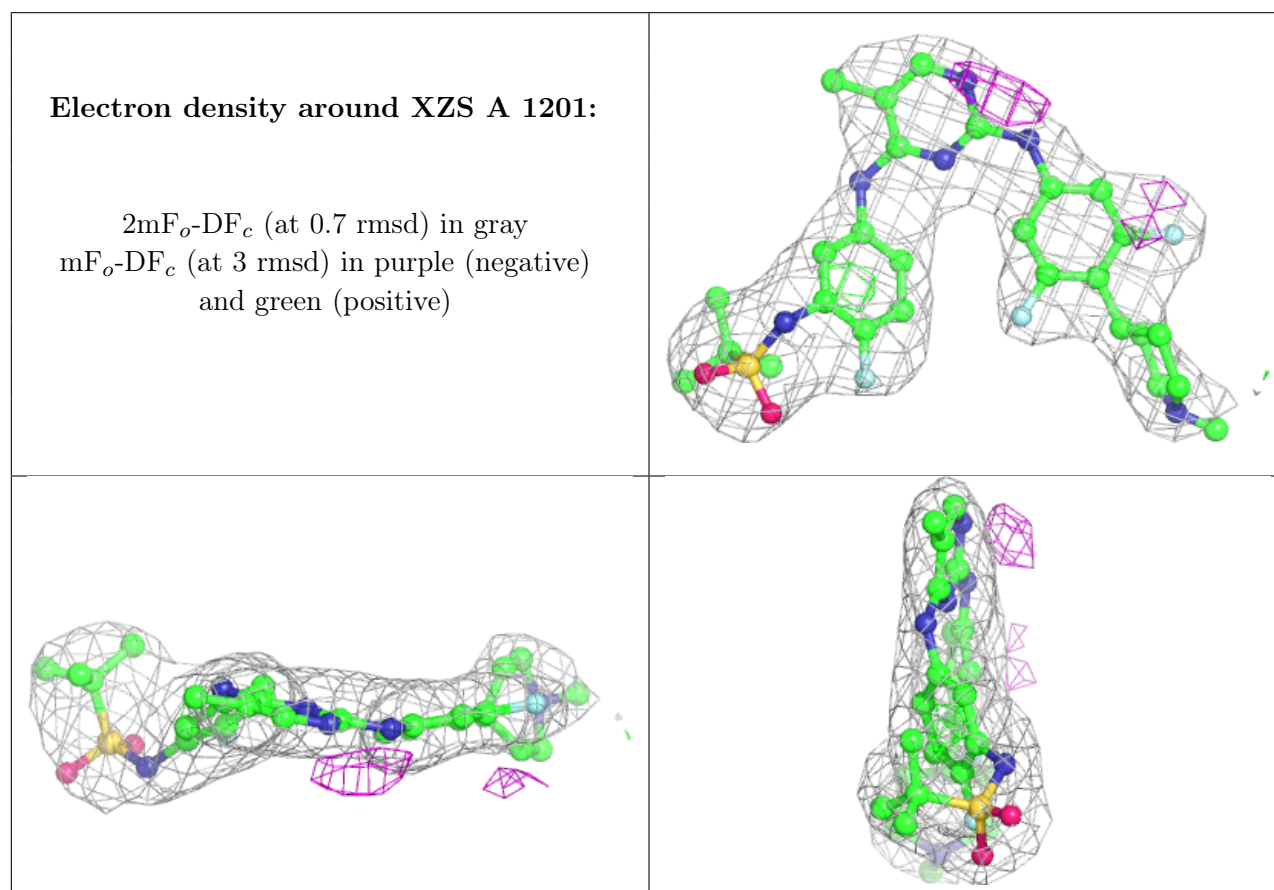 Electron density around XZS A 1201:
2mFo-DFc (at 0.7 rmsd) in gray
mFo-DFc (at 3 rmsd) in purple (negative)
and green (positive)